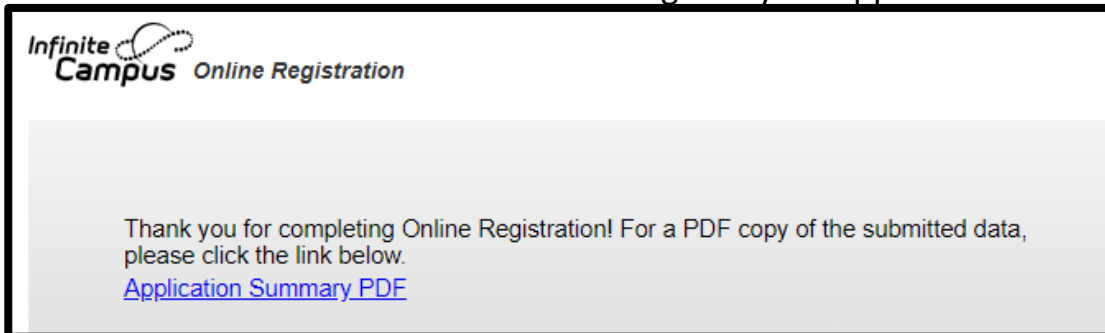 Infinite
Campus Online Registration
Thank you for completing Online Registration! For a PDF copy of the submitted data,
please click the link below.
Application Summary PDF